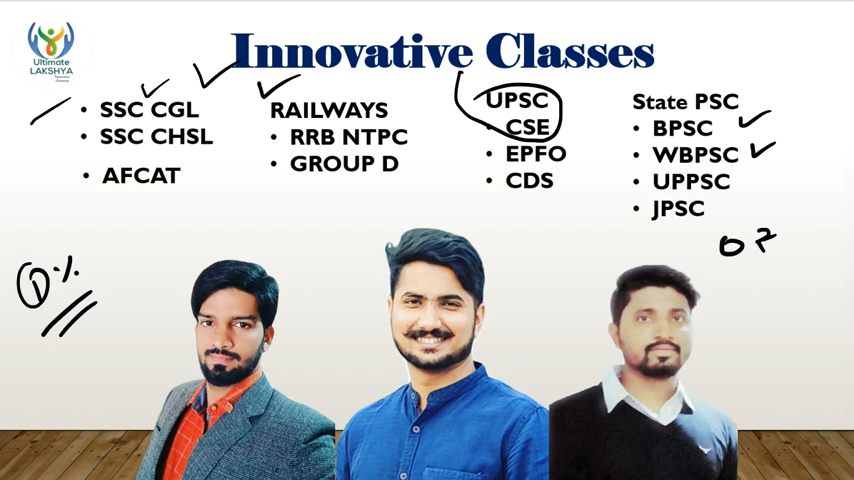 Ultimate
LAKSHYA
Innovative Classes
• SSC CGL
• SSC CHSL
• AFCAT
RAILWAYS
• RRB NTPC
• GROUP D
UPSC
• CSE
• EPFO
• CDS
State PSC
• BPSC
• WBPSC
• UPPSC
• JPSC